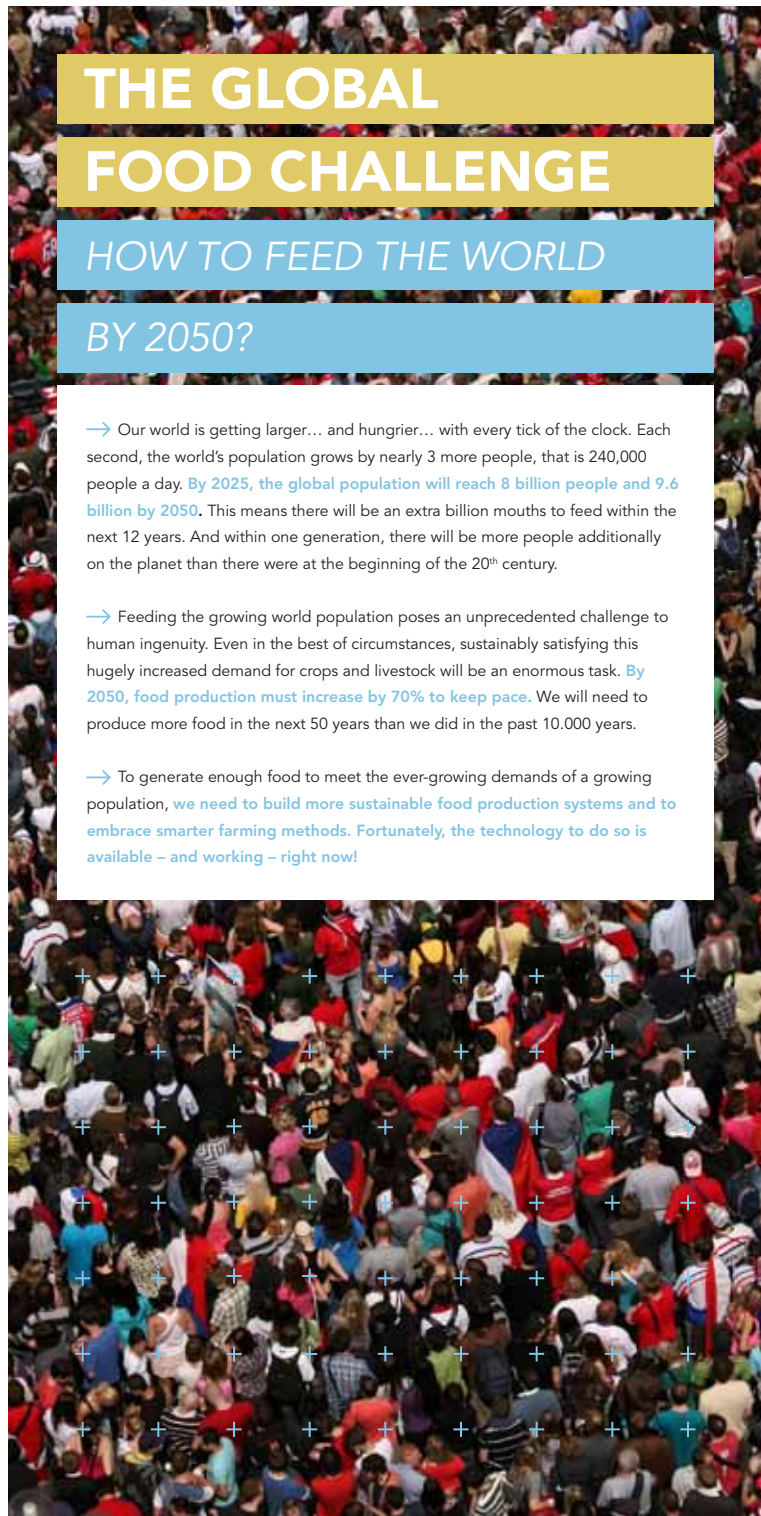 THE GLOBAL
FOOD CHALLENGE
HOW TO FEED THE WORLD
BY 2050?
→ Our world is getting larger… and hungrier… with every tick of the clock. Each
second, the world’s population grows by nearly 3 more people, that is 240,000
people a day. By 2025, the global population will reach 8 billion people and 9.6
billion by 2050. This means there will be an extra billion mouths to feed within the
next 12 years. And within one generation, there will be more people additionally
on the planet than there were at the beginning of the 20th century.
→ Feeding the growing world population poses an unprecedented challenge to
human ingenuity. Even in the best of circumstances, sustainably satisfying this
hugely increased demand for crops and livestock will be an enormous task. By
2050, food production must increase by 70% to keep pace. We will need to
produce more food in the next 50 years than we did in the past 10.000 years.
→ To generate enough food to meet the ever-growing demands of a growing
population, we need to build more sustainable food production systems and to
embrace smarter farming methods. Fortunately, the technology to do so is
available – and working – right now!